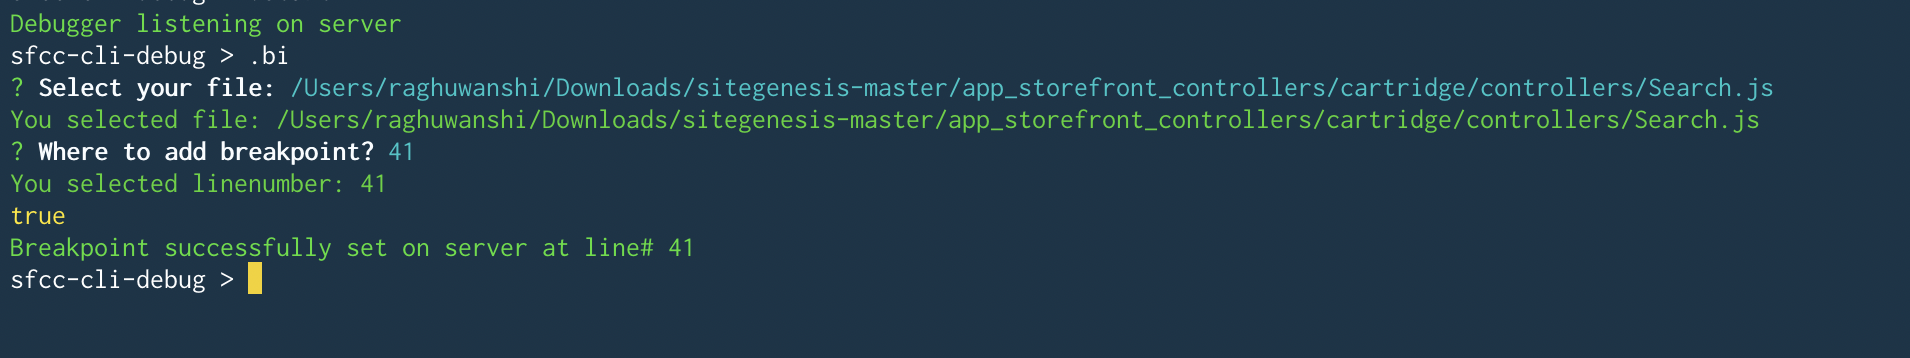 Debugger listening on server
sfcc-cli-debug > .bi
? Select your file: /Users/raghuwanshi/Downloads/sitegenesis-master/app_storefront_controllers/cartridge/controllers/Search.js
You selected file: /Users/raghuwanshi/Downloads/sitegenesis-master/app_storefront_controllers/cartridge/controllers/Search.js
? Where to add breakpoint? 41
You selected linenumber: 41
true
Breakpoint successfully set on server at line# 41
sfcc-cli-debug >